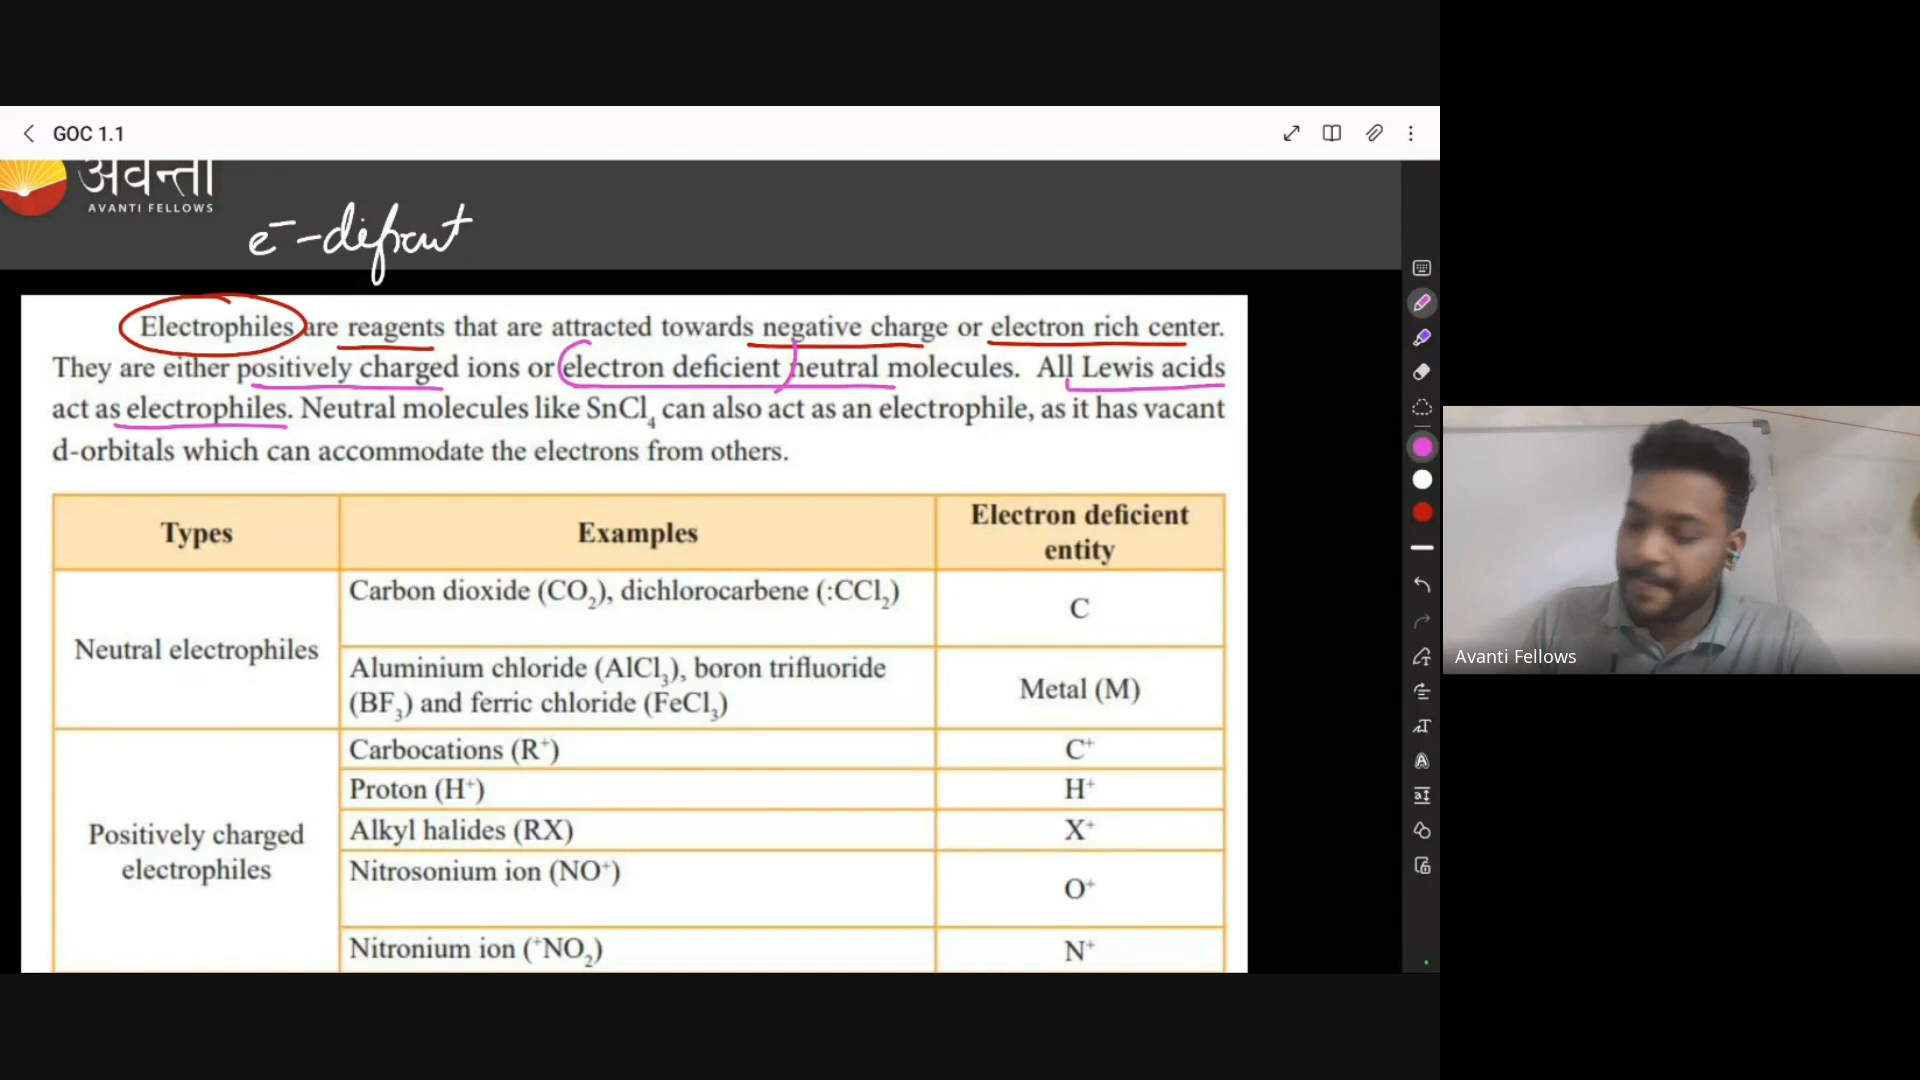 GOC 1.1
अवन्ती
AVANTI FELLOWS
e⁻-deficient
Electrophiles are reagents that are attracted towards negative charge or electron rich center.
They are either positively charged ions or electron deficient neutral molecules. All Lewis acids
act as electrophiles. Neutral molecules like SnCl₄ can also act as an electrophile, as it has vacant
d-orbitals which can accommodate the electrons from others.
Types Examples Electron deficient entity
Neutral electrophiles
Carbon dioxide (CO₂), dichlorocarbene (:CCl₂) C
Aluminium chloride (AlCl₃), boron trifluoride
(BF₃) and ferric chloride (FeCl₃) Metal (M)
Positively charged
electrophiles
Carbocations (R⁺) C⁺
Proton (H⁺) H⁺
Alkyl halides (RX) X⁺
Nitrosonium ion (NO⁺) O⁺
Nitronium ion (⁺NO₂) N⁺
Avanti Fellows